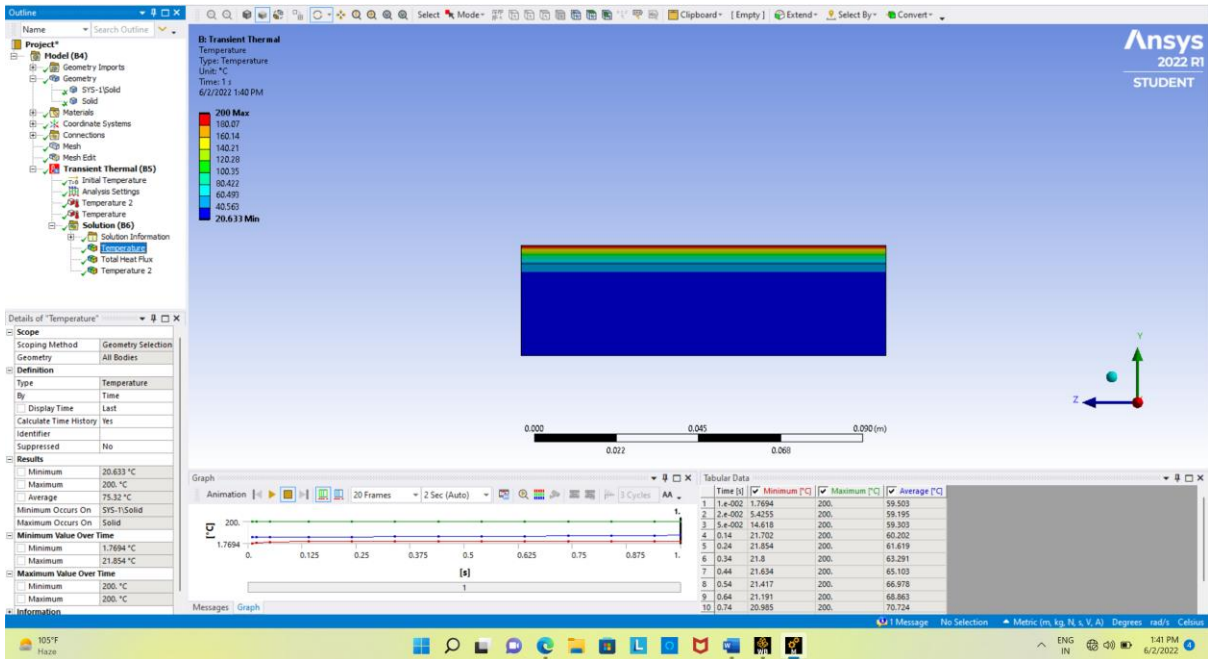 Outline
Name
Search Outline
Select
Mode
Clipboard
[Empty]
Extend
Select By
Convert
Project*
Model (B4)
Geometry Imports
Geometry
SYS-1\Solid
Solid
Materials
Coordinate Systems
Connections
Mesh
Mesh Edit
Transient Thermal (B5)
Initial Temperature
Analysis Settings
Temperature 2
Temperature
Solution (B6)
Solution Information
Temperature
Total Heat Flux
Temperature 2
B: Transient Thermal
Temperature
Type: Temperature
Unit: °C
Time: 1 s
6/2/2022 1:40 PM
200 Max
180.07
160.14
140.21
120.28
100.35
80.422
60.493
40.563
20.633 Min
Ansys
2022 R1
STUDENT
Y
Z
0.000
0.045
0.090 (m)
0.022
0.068
Details of "Temperature"
Scope
Scoping Method Geometry Selection
Geometry All Bodies
Definition
Type Temperature
By Time
Display Time Last
Calculate Time History Yes
Identifier
Suppressed No
Results
Minimum 20.633 °C
Maximum 200. °C
Average 75.32 °C
Minimum Occurs On SYS-1\Solid
Maximum Occurs On Solid
Minimum Value Over Time
Minimum 1.7694 °C
Maximum 21.854 °C
Maximum Value Over Time
Minimum 200. °C
Maximum 200. °C
Information
Graph
Animation
20 Frames
2 Sec (Auto)
3 Cycles
1.
200.
[°C]
1.7694
0. 0.125 0.25 0.375 0.5 0.625 0.75 0.875 1.
[s]
1
Messages Graph
Tabular Data
Time [s] Minimum [°C] Maximum [°C] Average [°C]
1 1.e-002 1.7694 200. 59.503
2 2.e-002 5.4255 200. 59.195
3 5.e-002 14.618 200. 59.303
4 0.14 21.702 200. 60.202
5 0.24 21.854 200. 61.619
6 0.34 21.8 200. 63.291
7 0.44 21.634 200. 65.103
8 0.54 21.417 200. 66.978
9 0.64 21.191 200. 68.863
10 0.74 20.985 200. 70.724
1 Message
No Selection
Metric (m, kg, N, s, V, A) Degrees rad/s Celsius
105°F
Haze
ENG
IN
1:41 PM
6/2/2022
4